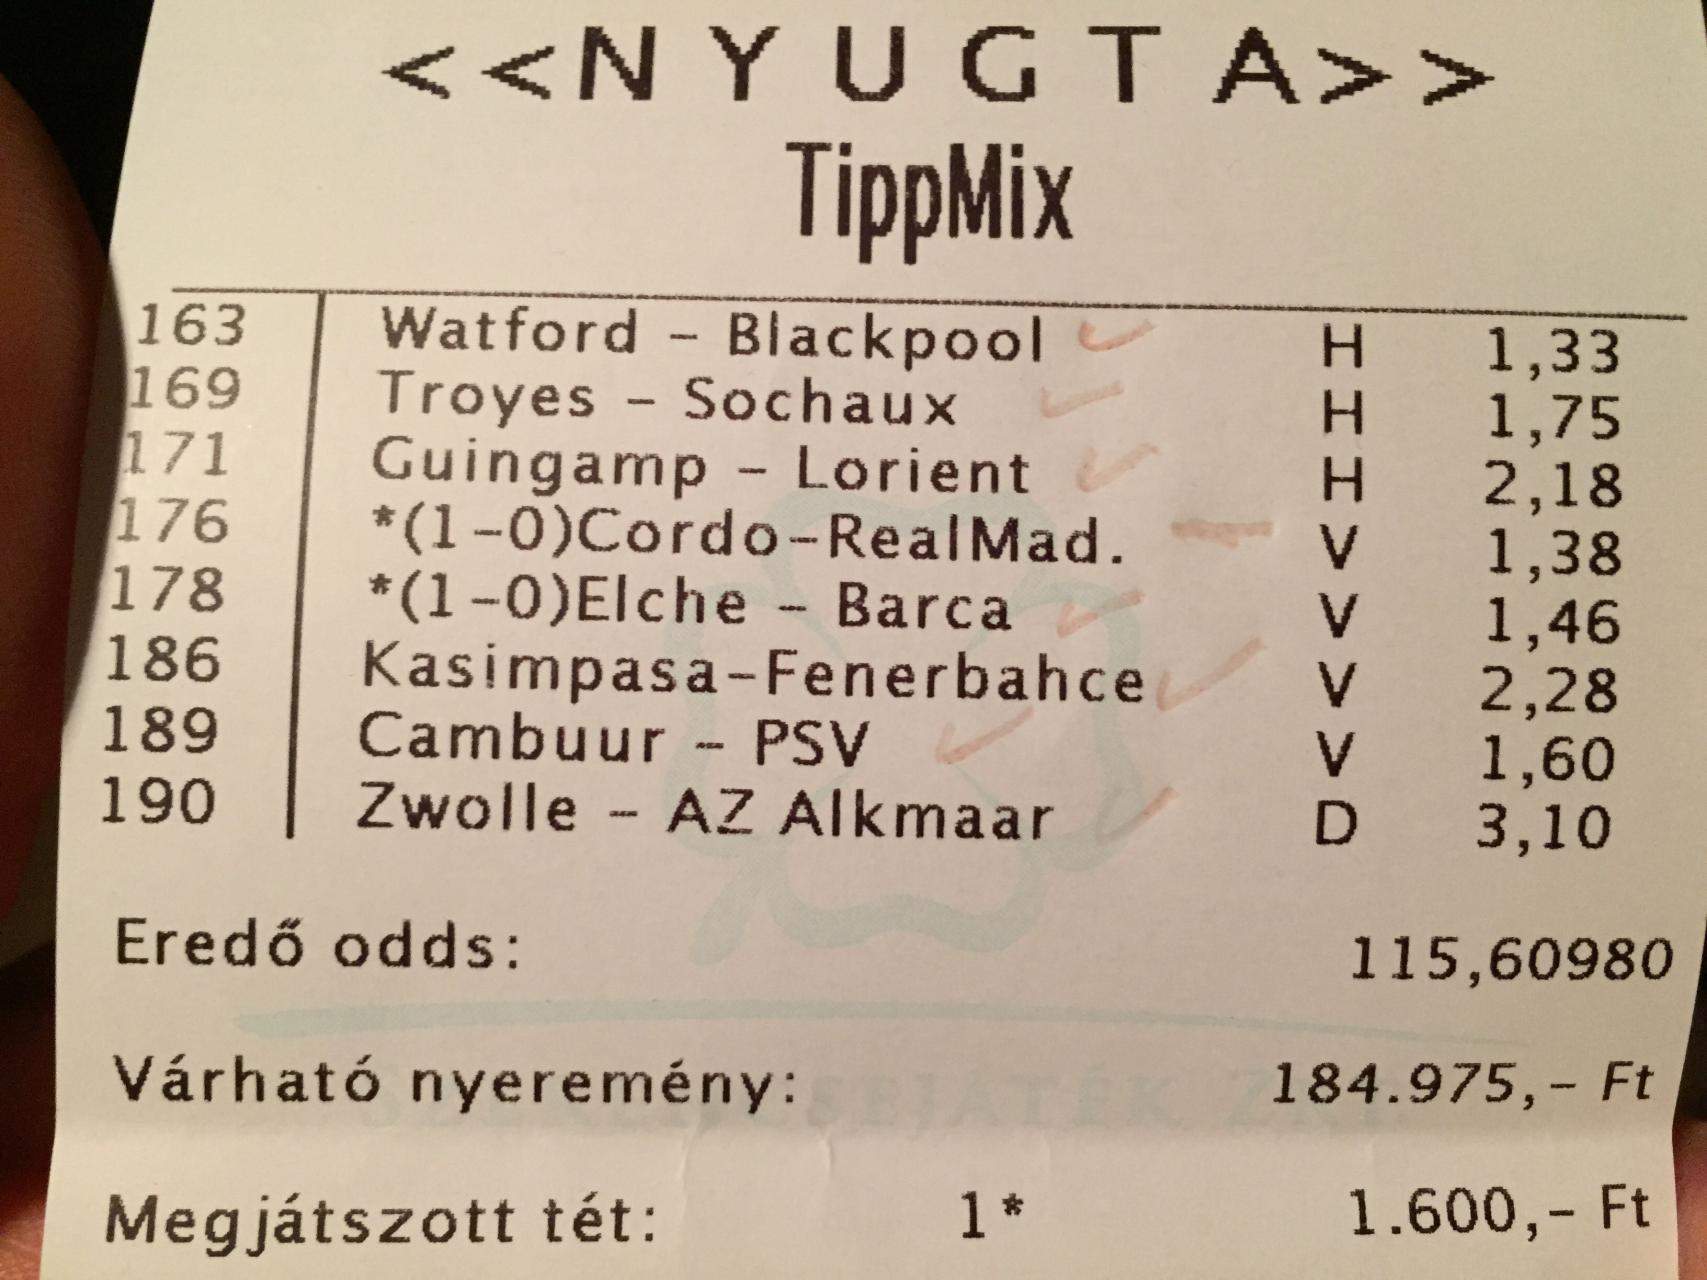 <<NYUGTA>>
TippMix
163 Watford - Blackpool H 1,33
169 Troyes - Sochaux H 1,75
171 Guingamp - Lorient H 2,18
176 *(1-0)Cordo-RealMad. V 1,38
178 *(1-0)Elche - Barca V 1,46
186 Kasimpasa-Fenerbahce V 2,28
189 Cambuur - PSV V 1,60
190 Zwolle - AZ Alkmaar D 3,10
Eredő odds: 115,60980
Várható nyeremény: 184.975,- Ft
Megjátszott tét: 1* 1.600,- Ft